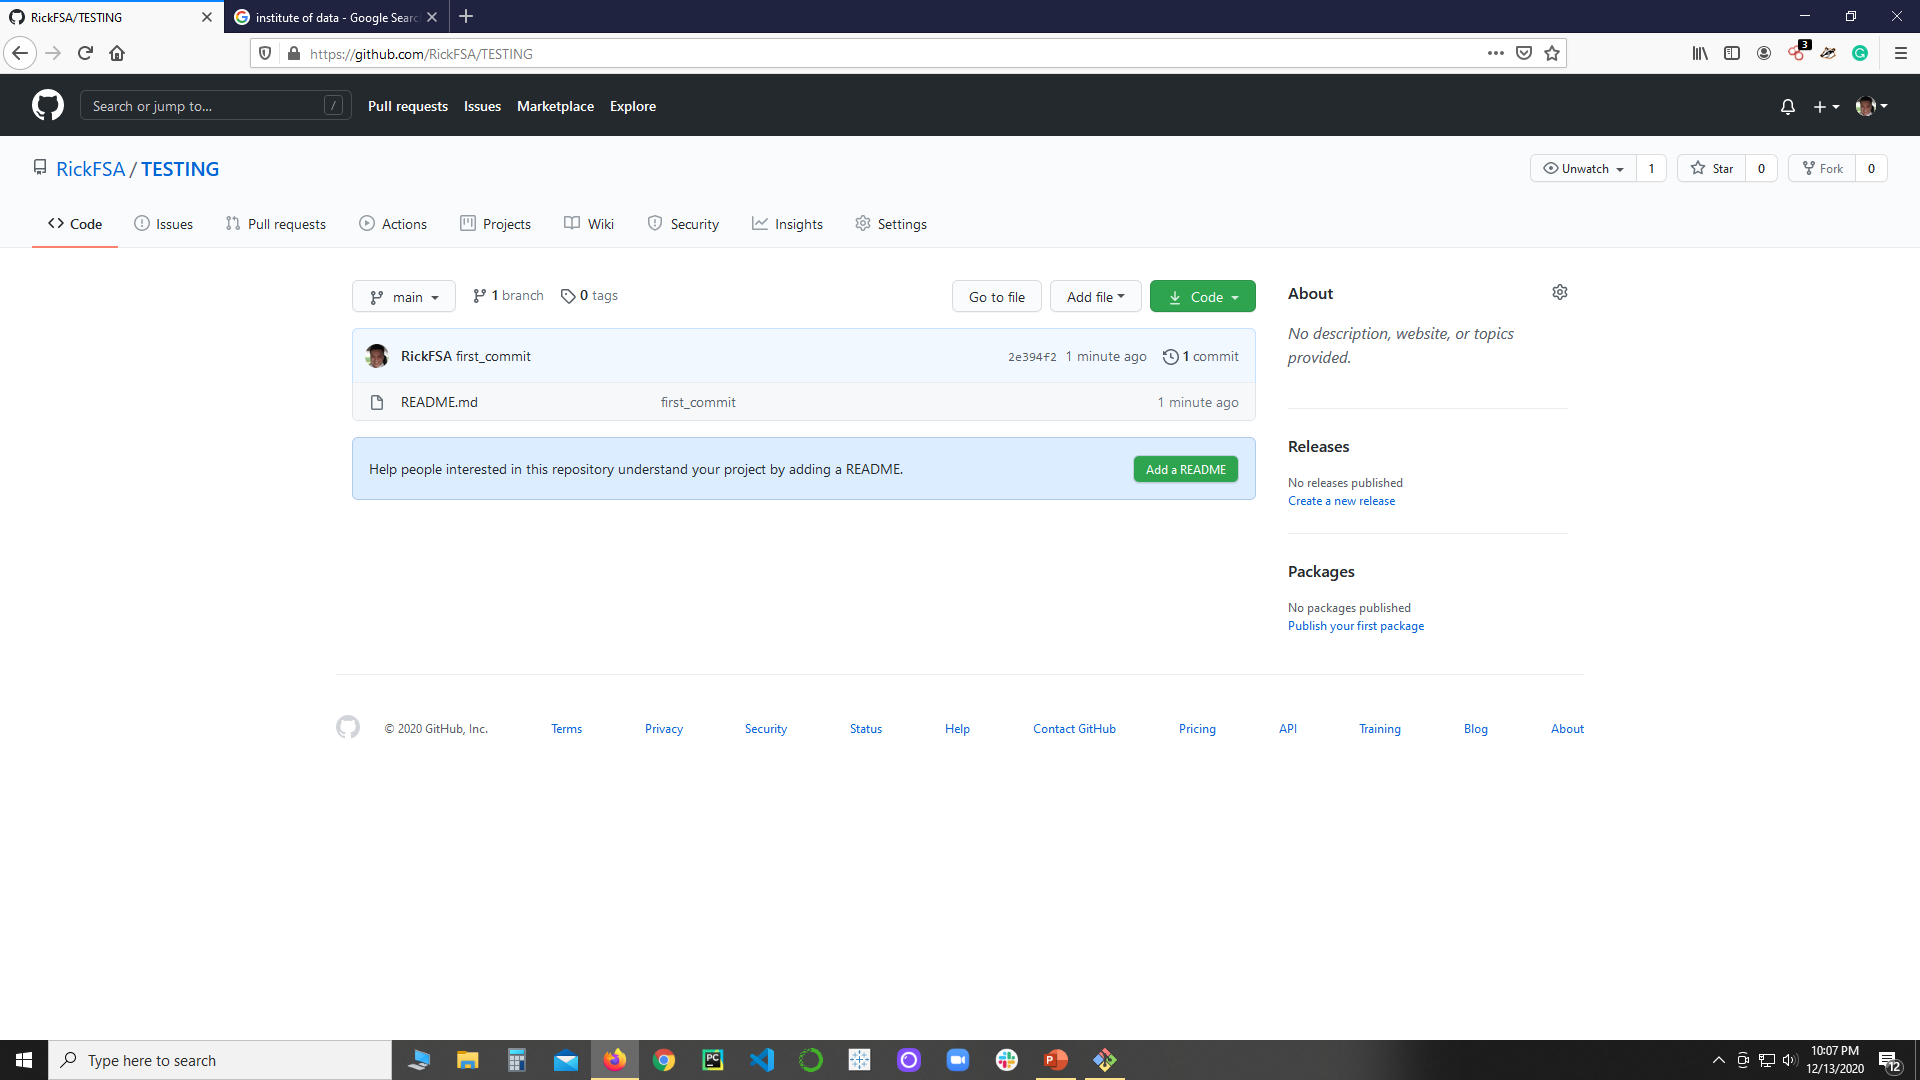 RickFSA/TESTING
institute of data - Google Searc
https://github.com/RickFSA/TESTING
3
Search or jump to...
/
Pull requests
Issues
Marketplace
Explore
RickFSA / TESTING
Unwatch 1
Star 0
Fork 0
Code
Issues
Pull requests
Actions
Projects
Wiki
Security
Insights
Settings
main
1 branch
0 tags
Go to file
Add file
Code
RickFSA first_commit
2e394f2 1 minute ago
1 commit
README.md
first_commit
1 minute ago
Help people interested in this repository understand your project by adding a README.
Add a README
About
No description, website, or topics
provided.
Releases
No releases published
Create a new release
Packages
No packages published
Publish your first package
© 2020 GitHub, Inc.
Terms
Privacy
Security
Status
Help
Contact GitHub
Pricing
API
Training
Blog
About
Type here to search
PC
10:07 PM
12/13/2020
12